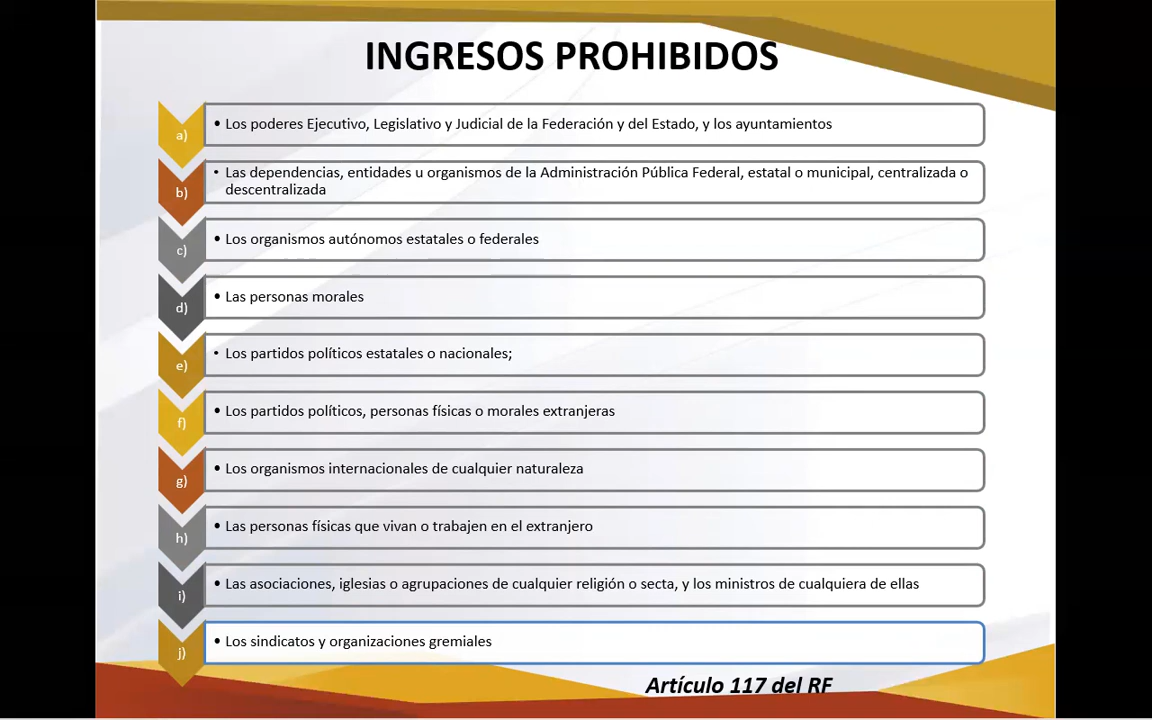 INGRESOS PROHIBIDOS
a)
• Los poderes Ejecutivo, Legislativo y Judicial de la Federación y del Estado, y los ayuntamientos
b)
• Las dependencias, entidades u organismos de la Administración Pública Federal, estatal o municipal, centralizada o
descentralizada
c)
• Los organismos autónomos estatales o federales
d)
• Las personas morales
e)
• Los partidos políticos estatales o nacionales;
f)
• Los partidos políticos, personas físicas o morales extranjeras
g)
• Los organismos internacionales de cualquier naturaleza
h)
• Las personas físicas que vivan o trabajen en el extranjero
i)
• Las asociaciones, iglesias o agrupaciones de cualquier religión o secta, y los ministros de cualquiera de ellas
j)
• Los sindicatos y organizaciones gremiales
Artículo 117 del RF